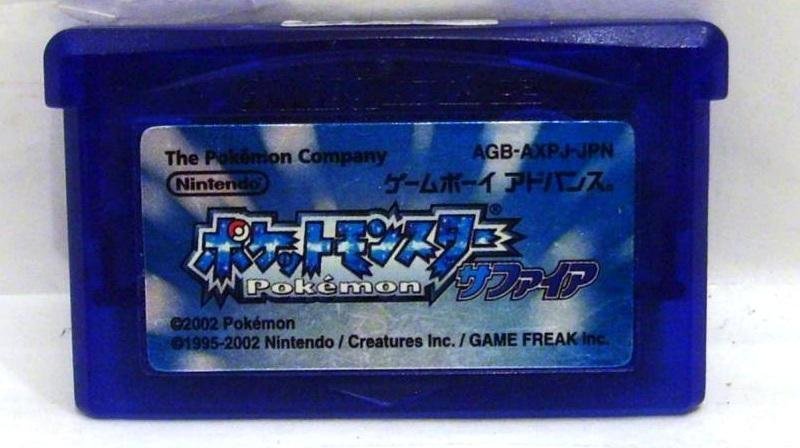 The Pokémon Company
AGB-AXPJ-JPN
Nintendo
ゲームボーイ アドバンス®
ポケットモンスター®
Pokémon
サファイア
©2002 Pokémon
©1995-2002 Nintendo / Creatures Inc. / GAME FREAK Inc.